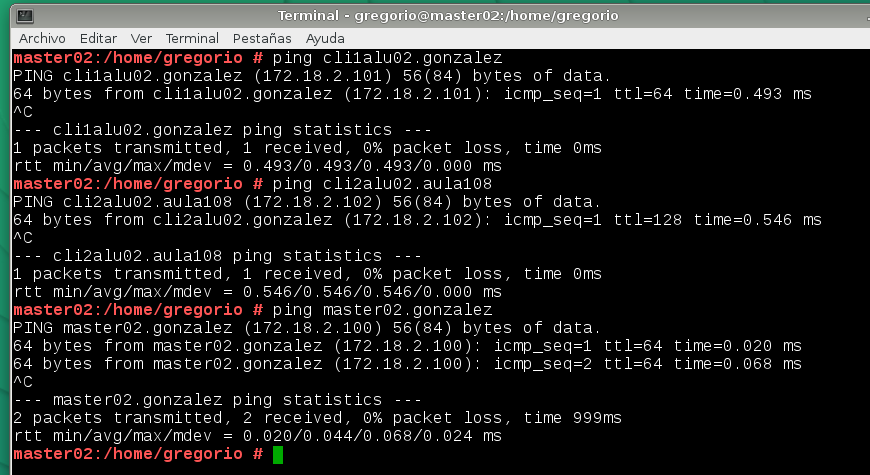 Terminal - gregorio@master02:/home/gregorio
Archivo Editar Ver Terminal Pestañas Ayuda
master02:/home/gregorio # ping cli1alu02.gonzalez
PING cli1alu02.gonzalez (172.18.2.101) 56(84) bytes of data.
64 bytes from cli1alu02.gonzalez (172.18.2.101): icmp_seq=1 ttl=64 time=0.493 ms
^C
--- cli1alu02.gonzalez ping statistics ---
1 packets transmitted, 1 received, 0% packet loss, time 0ms
rtt min/avg/max/mdev = 0.493/0.493/0.493/0.000 ms
master02:/home/gregorio # ping cli2alu02.aula108
PING cli2alu02.aula108 (172.18.2.102) 56(84) bytes of data.
64 bytes from cli2alu02.gonzalez (172.18.2.102): icmp_seq=1 ttl=128 time=0.546 ms
^C
--- cli2alu02.aula108 ping statistics ---
1 packets transmitted, 1 received, 0% packet loss, time 0ms
rtt min/avg/max/mdev = 0.546/0.546/0.546/0.000 ms
master02:/home/gregorio # ping master02.gonzalez
PING master02.gonzalez (172.18.2.100) 56(84) bytes of data.
64 bytes from master02.gonzalez (172.18.2.100): icmp_seq=1 ttl=64 time=0.020 ms
64 bytes from master02.gonzalez (172.18.2.100): icmp_seq=2 ttl=64 time=0.068 ms
^C
--- master02.gonzalez ping statistics ---
2 packets transmitted, 2 received, 0% packet loss, time 999ms
rtt min/avg/max/mdev = 0.020/0.044/0.068/0.024 ms
master02:/home/gregorio #